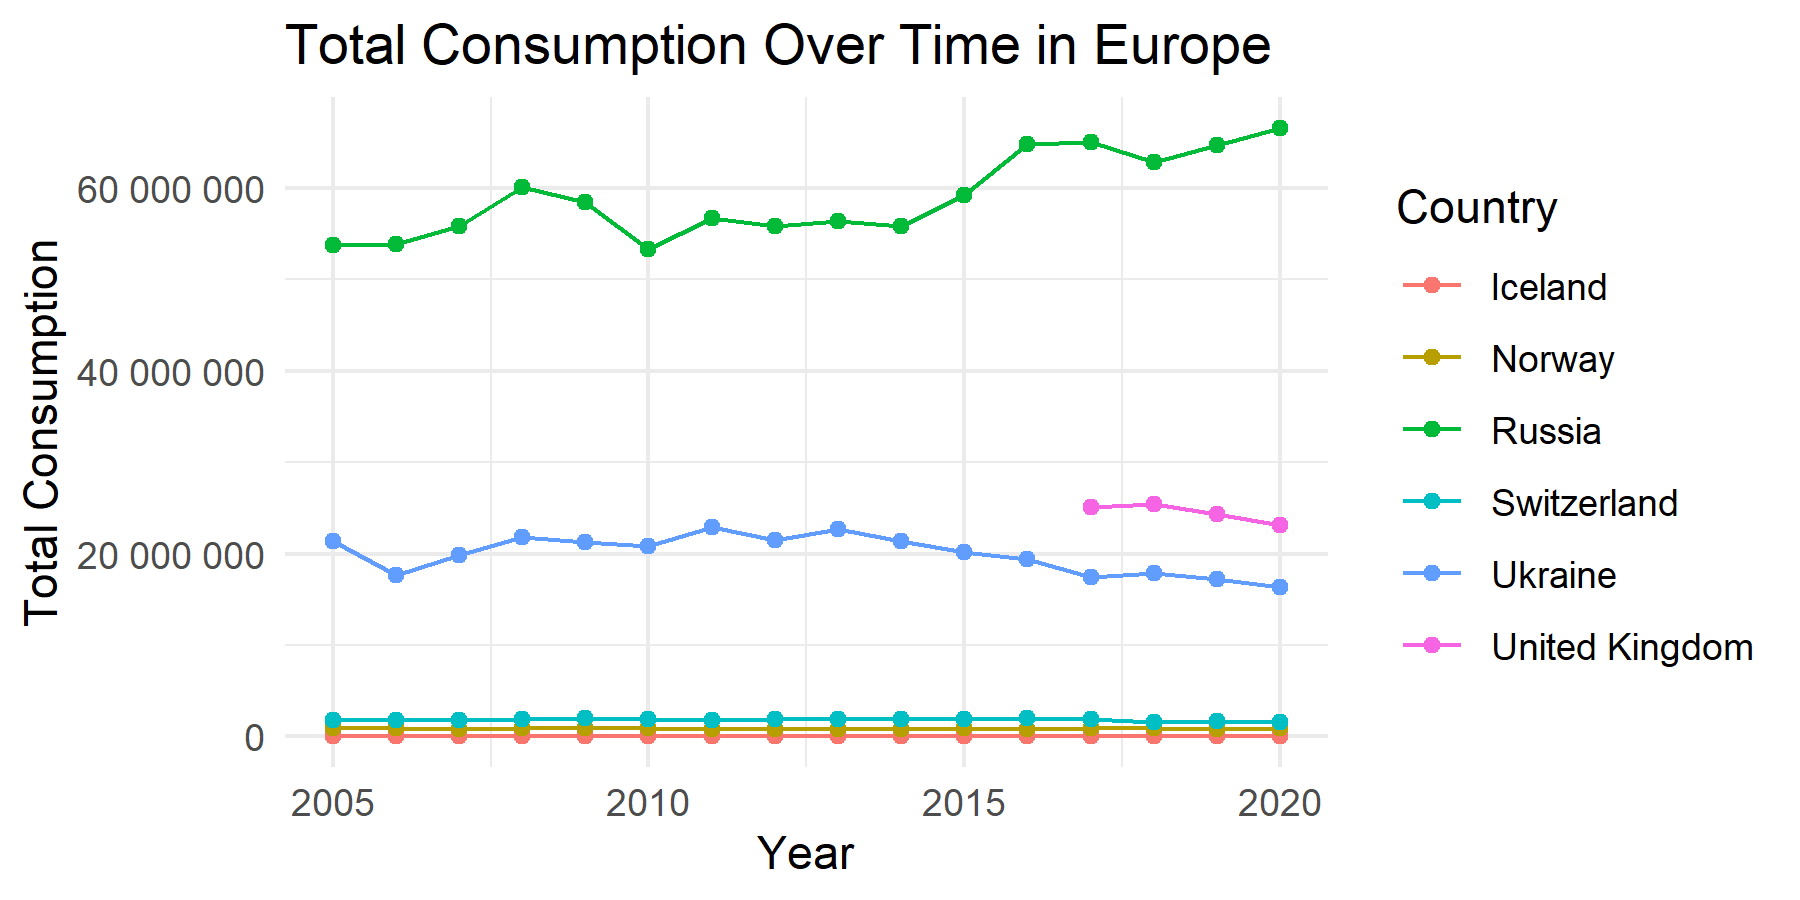 Total Consumption Over Time in Europe
Total Consumption
60 000 000
40 000 000
20 000 000
0
2005 2010 2015 2020
Year
Country
Iceland
Norway
Russia
Switzerland
Ukraine
United Kingdom